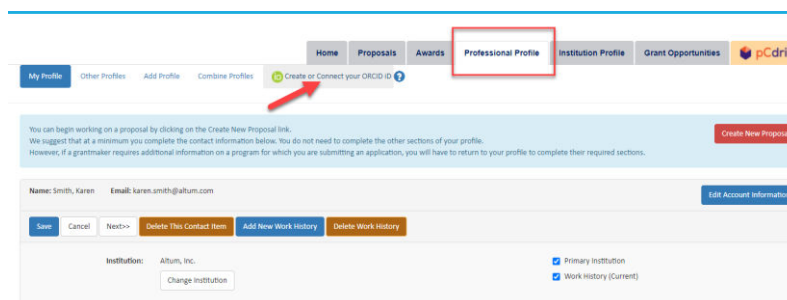 Home Proposals Awards Professional Profile Institution Profile Grant Opportunities pCdri
My Profile Other Profiles Add Profile Combine Profiles iD Create or Connect your ORCID iD ?
You can begin working on a proposal by clicking on the Create New Proposal link.
We suggest that at a minimum you complete the contact information below. You do not need to complete the other sections of your profile.
However, if a grantmaker requires additional information on a program for which you are submitting an application, you will have to return to your profile to complete their required sections.
Create New Proposa
Name: Smith, Karen Email: karen.smith@altum.com
Edit Account Informatio
Save Cancel Next>> Delete This Contact Item Add New Work History Delete Work History
Institution: Altum, Inc.
Change Institution
Primary Institution
Work History (Current)